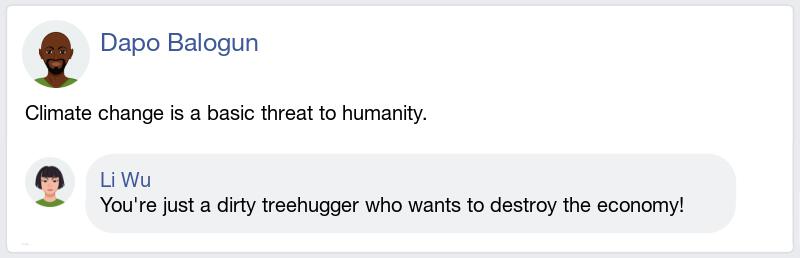 Dapo Balogun
Climate change is a basic threat to humanity.
Li Wu
You're just a dirty treehugger who wants to destroy the economy!